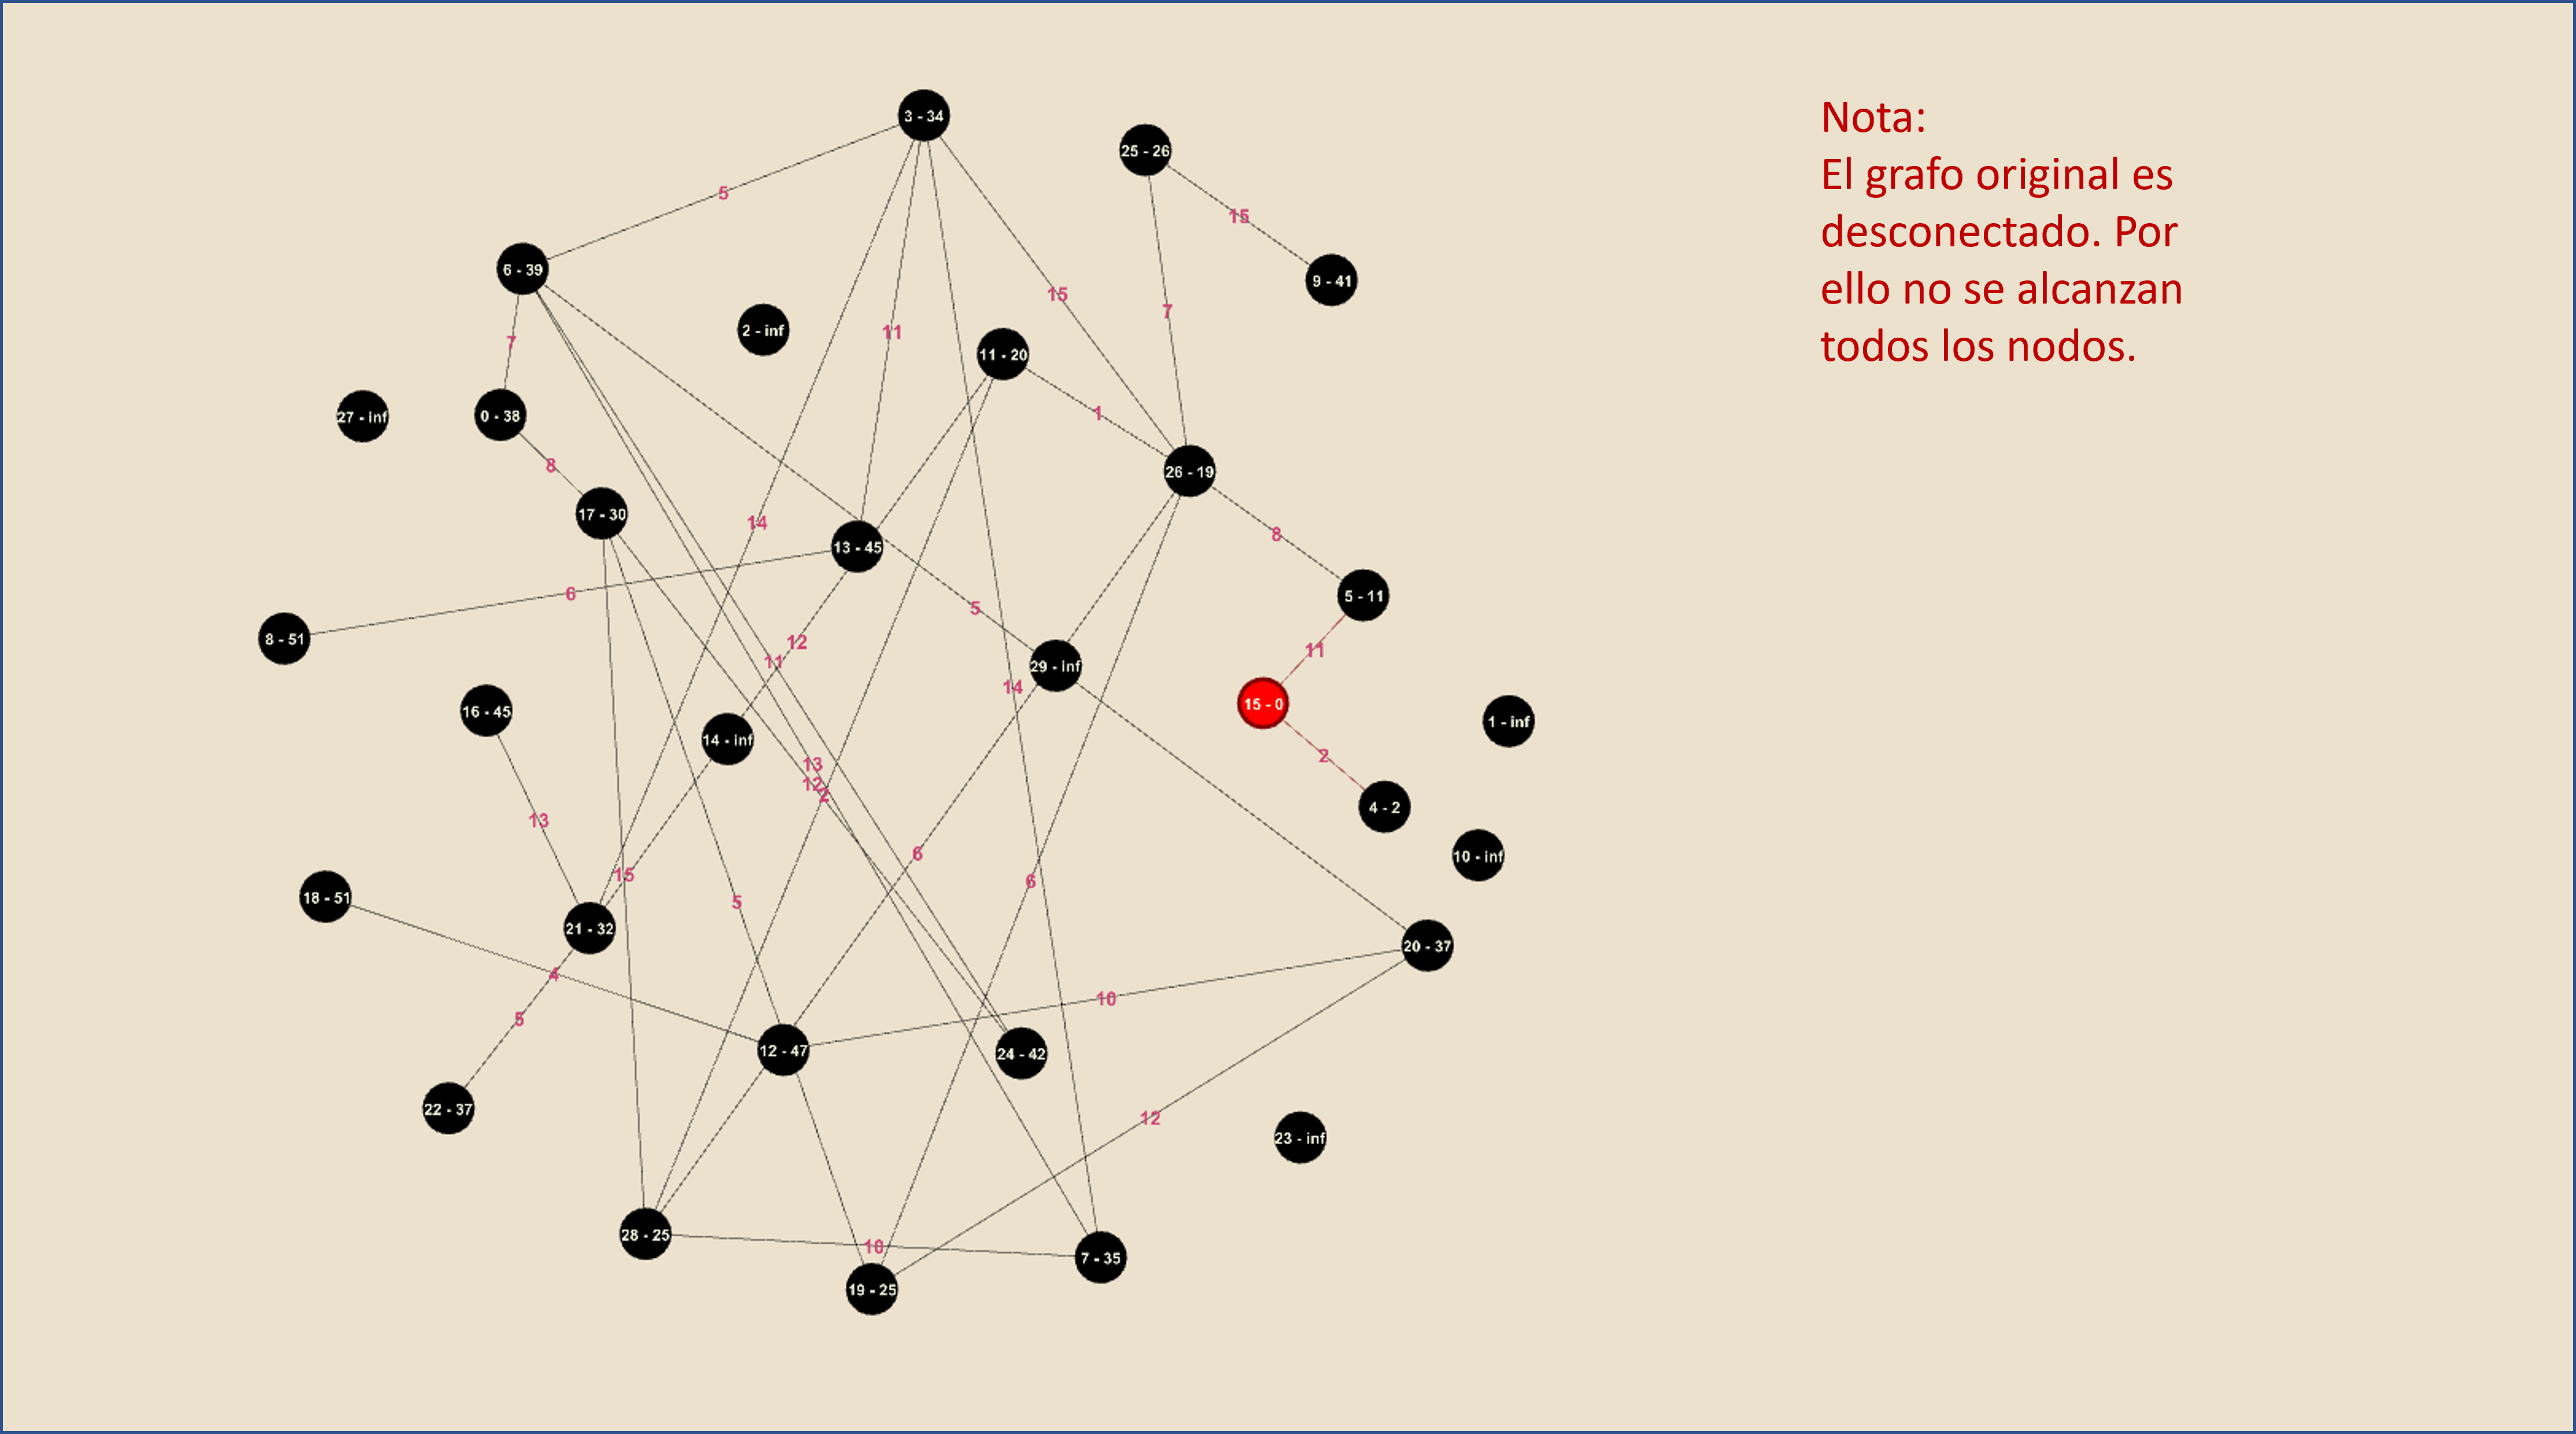 Nota:
El grafo original es
desconectado. Por
ello no se alcanzan
todos los nodos.
3 - 34
25 - 26
5
15
9 - 41
6 - 39
15
7
2 - inf
11
7
11 - 20
27 - inf
0 - 38
1
8
26 - 19
17 - 30
14
8
13 - 45
6
5 - 11
5
8 - 51
12
11
11
29 - inf
14
15 - 0
16 - 45
1 - inf
14 - inf
2
13
12
2
4 - 2
13
6
10 - inf
15
6
18 - 51
5
21 - 32
20 - 37
4
10
5
12 - 47
24 - 42
22 - 37
12
23 - inf
28 - 25
10
7 - 35
19 - 25